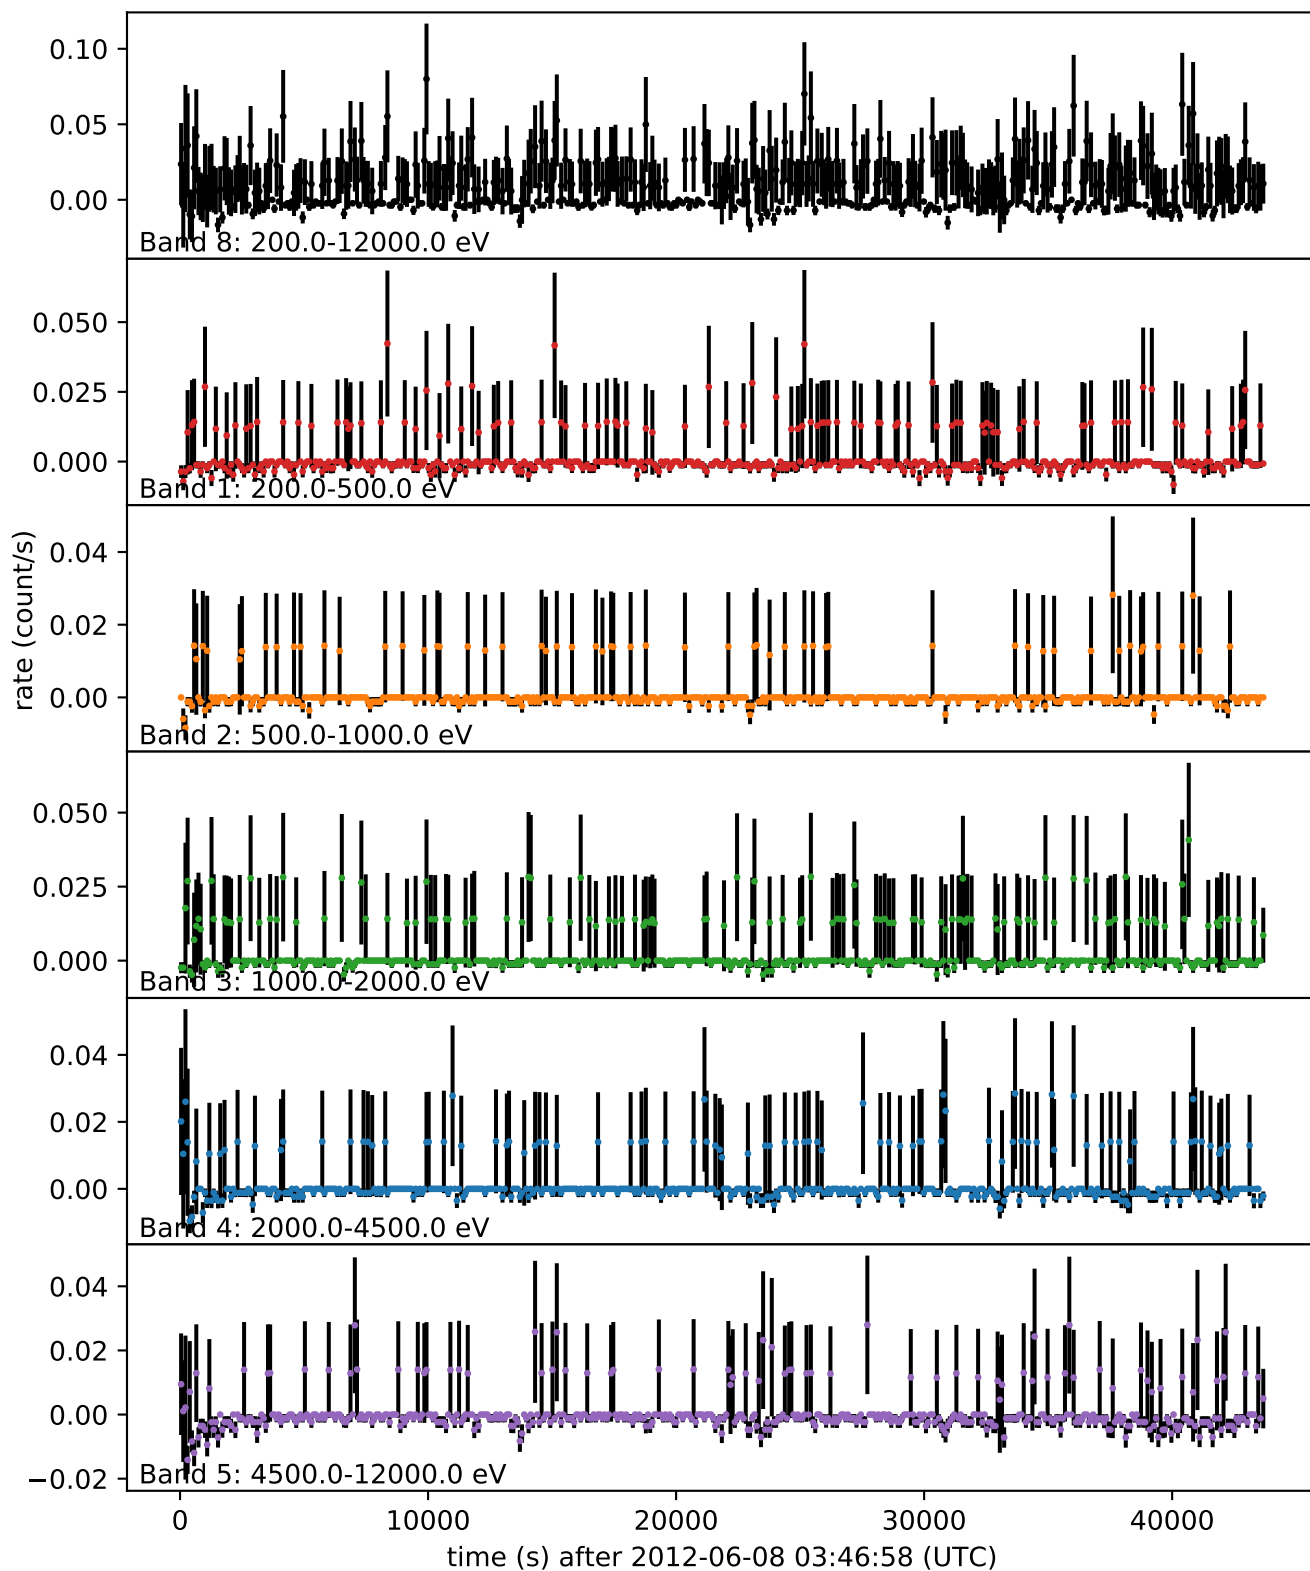 0.10
0.05
0.00
Band 8: 200.0-12000.0 eV
0.050
0.025
0.000
Band 1: 200.0-500.0 eV
0.04
0.02
0.00
Band 2: 500.0-1000.0 eV
rate (count/s)
0.050
0.025
0.000
Band 3: 1000.0-2000.0 eV
0.04
0.02
0.00
Band 4: 2000.0-4500.0 eV
0.04
0.02
0.00
−0.02
Band 5: 4500.0-12000.0 eV
0 10000 20000 30000 40000
time (s) after 2012-06-08 03:46:58 (UTC)